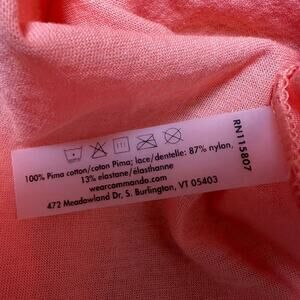 100% Pima cotton/coton Pima; lace/dentelle: 87% nylon,
13% elastane/élasthanne
wearcommando.com
472 Meadowland Dr, S. Burlington, VT 05403
RN115807